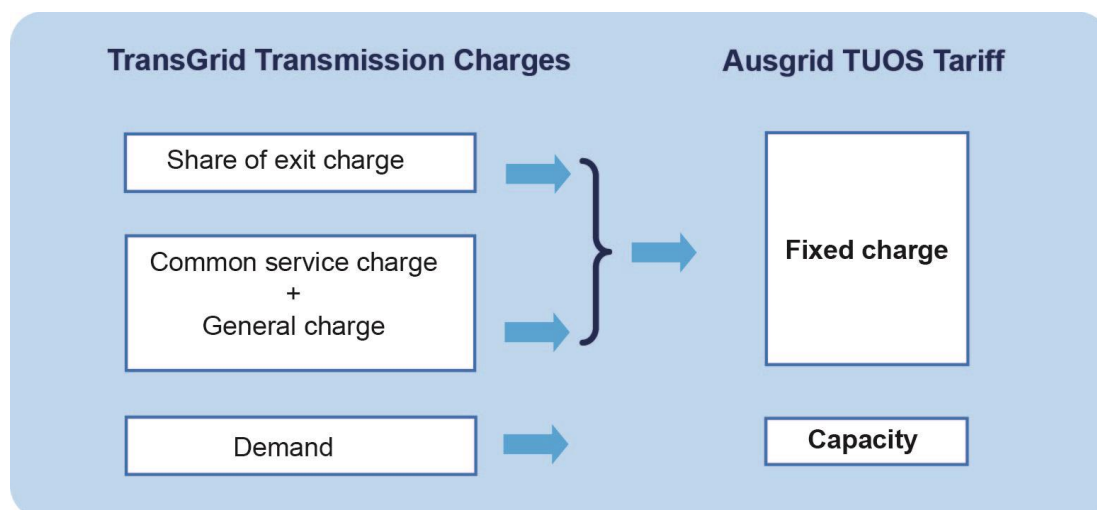 TransGrid Transmission Charges
Ausgrid TUOS Tariff
Share of exit charge
Common service charge
+
General charge
Fixed charge
Demand
Capacity